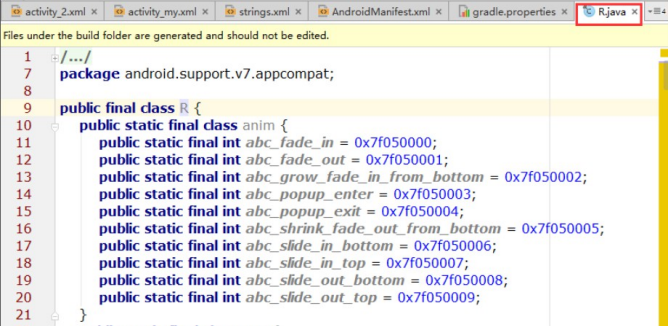 activity_2.xml × activity_my.xml × strings.xml × AndroidManifest.xml × gradle.properties × R.java × 4
Files under the build folder are generated and should not be edited.
1 /.../
7 package android.support.v7.appcompat;
8
9 public final class R {
10 public static final class anim {
11 public static final int abc_fade_in = 0x7f050000;
12 public static final int abc_fade_out = 0x7f050001;
13 public static final int abc_grow_fade_in_from_bottom = 0x7f050002;
14 public static final int abc_popup_enter = 0x7f050003;
15 public static final int abc_popup_exit = 0x7f050004;
16 public static final int abc_shrink_fade_out_from_bottom = 0x7f050005;
17 public static final int abc_slide_in_bottom = 0x7f050006;
18 public static final int abc_slide_in_top = 0x7f050007;
19 public static final int abc_slide_out_bottom = 0x7f050008;
20 public static final int abc_slide_out_top = 0x7f050009;
21 }